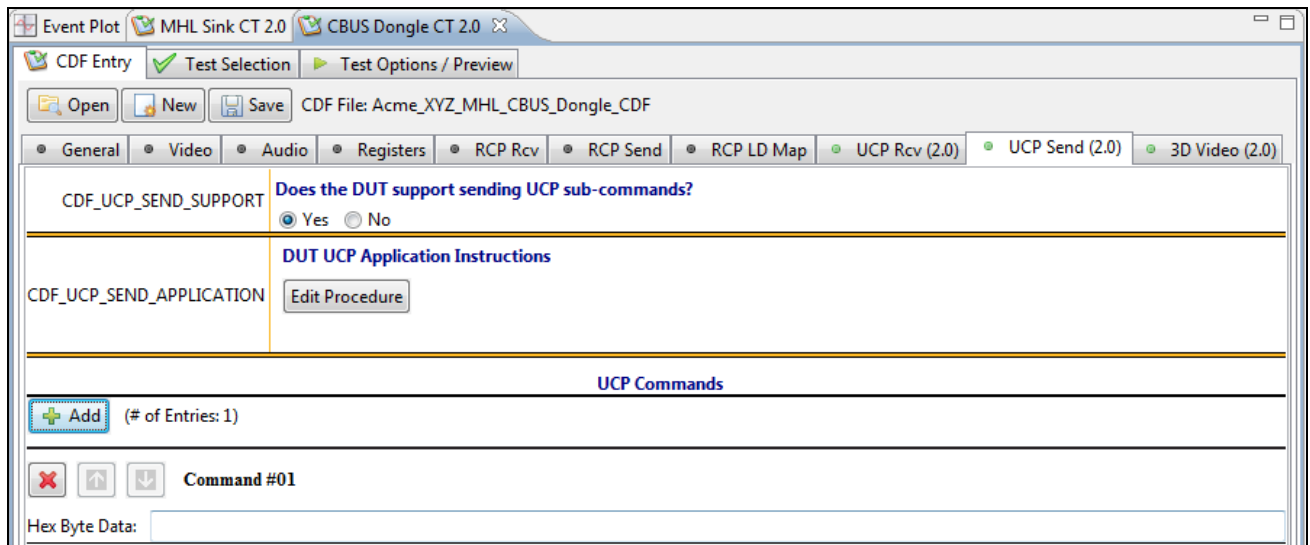 Event Plot MHL Sink CT 2.0 CBUS Dongle CT 2.0
CDF Entry Test Selection Test Options / Preview
Open New Save CDF File: Acme_XYZ_MHL_CBUS_Dongle_CDF
General Video Audio Registers RCP Rcv RCP Send RCP LD Map UCP Rcv (2.0) UCP Send (2.0) 3D Video (2.0)
CDF_UCP_SEND_SUPPORT
Does the DUT support sending UCP sub-commands?
Yes No
DUT UCP Application Instructions
CDF_UCP_SEND_APPLICATION
Edit Procedure
UCP Commands
Add (# of Entries: 1)
Command #01
Hex Byte Data: